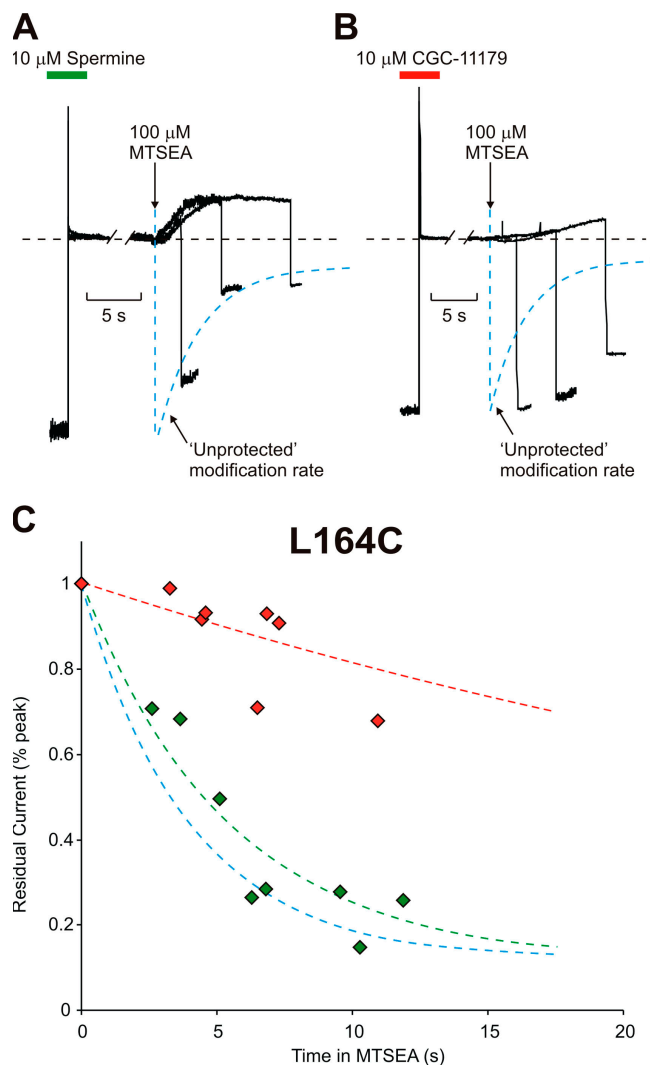 A
B
10 μM Spermine
10 μM CGC-11179
100 μM
MTSEA
100 μM
MTSEA
5 s
5 s
'Unprotected'
modification rate
'Unprotected'
modification rate
C
L164C
1
0.8
0.6
0.4
0.2
0
Residual Current (% peak)
0
5
10
15
20
Time in MTSEA (s)